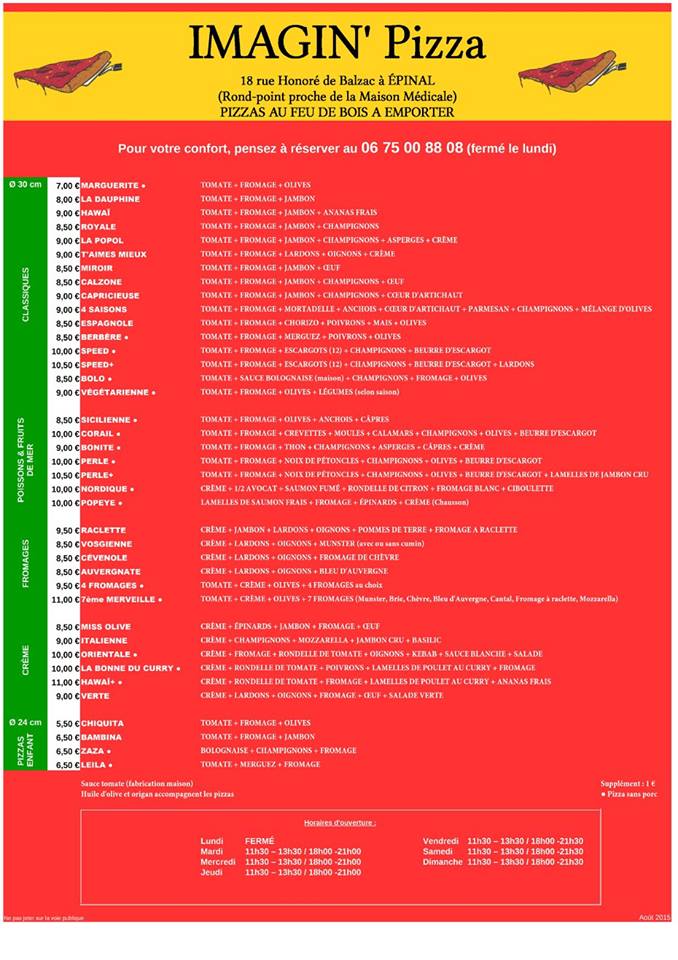 IMAGIN' Pizza
18 rue Honoré de Balzac à ÉPINAL
(Rond-point proche de la Maison Médicale)
PIZZAS AU FEU DE BOIS A EMPORTER
Pour votre confort, pensez à réserver au 06 75 00 88 08 (fermé le lundi)
Ø 30 cm
CLASSIQUES
7,00 € MARGUERITE ● TOMATE + FROMAGE + OLIVES
8,00 € LA DAUPHINE TOMATE + FROMAGE + JAMBON
9,00 € HAWAÏ TOMATE + FROMAGE + JAMBON + ANANAS FRAIS
8,50 € ROYALE TOMATE + FROMAGE + JAMBON + CHAMPIGNONS
9,00 € LA POPOL TOMATE + FROMAGE + JAMBON + CHAMPIGNONS + ASPERGES + CRÈME
9,00 € T'AIMES MIEUX TOMATE + FROMAGE + LARDONS + OIGNONS + CRÈME
8,50 € MIROIR TOMATE + FROMAGE + JAMBON + ŒUF
8,50 € CALZONE TOMATE + FROMAGE + JAMBON + CHAMPIGNONS + ŒUF
9,00 € CAPRICIEUSE TOMATE + FROMAGE + JAMBON + CHAMPIGNONS + CŒUR D'ARTICHAUT
9,00 € 4 SAISONS TOMATE + FROMAGE + MORTADELLE + ANCHOIS + CŒUR D'ARTICHAUT + PARMESAN + CHAMPIGNONS + MÉLANGE D'OLIVES
8,50 € ESPAGNOLE TOMATE + FROMAGE + CHORIZO + POIVRONS + MAIS + OLIVES
8,50 € BERBÈRE ● TOMATE + FROMAGE + MERGUEZ + POIVRONS + OLIVES
10,00 € SPEED ● TOMATE + FROMAGE + ESCARGOTS (12) + CHAMPIGNONS + BEURRE D'ESCARGOT
10,50 € SPEED+ TOMATE + FROMAGE + ESCARGOTS (12) + CHAMPIGNONS + BEURRE D'ESCARGOT + LARDONS
8,50 € BOLO ● TOMATE + SAUCE BOLOGNAISE (maison) + CHAMPIGNONS + FROMAGE + OLIVES
9,00 € VÉGÉTARIENNE ● TOMATE + FROMAGE + OLIVES + LÉGUMES (selon saison)
POISSONS & FRUITS
DE MER
8,50 € SICILIENNE ● TOMATE + FROMAGE + OLIVES + ANCHOIS + CÂPRES
10,00 € CORAIL ● TOMATE + FROMAGE + CREVETTES + MOULES + CALAMARS + CHAMPIGNONS + OLIVES + BEURRE D'ESCARGOT
9,00 € BONITE ● TOMATE + FROMAGE + THON + CHAMPIGNONS + ASPERGES + CÂPRES + CRÈME
10,00 € PERLE ● TOMATE + FROMAGE + NOIX DE PÉTONCLES + CHAMPIGNONS + OLIVES + BEURRE D'ESCARGOT
10,50 € PERLE+ TOMATE + FROMAGE + NOIX DE PÉTONCLES + CHAMPIGNONS + OLIVES + BEURRE D'ESCARGOT + LAMELLES DE JAMBON CRU
10,00 € NORDIQUE ● CRÈME + 1/2 AVOCAT + SAUMON FUMÉ + RONDELLE DE CITRON + FROMAGE BLANC + CIBOULETTE
10,00 € POPEYE ● LAMELLES DE SAUMON FRAIS + FROMAGE + ÉPINARDS + CRÈME (Chausson)
FROMAGES
9,50 € RACLETTE CRÈME + JAMBON + LARDONS + OIGNONS + POMMES DE TERRE + FROMAGE A RACLETTE
8,50 € VOSGIENNE CRÈME + LARDONS + OIGNONS + MUNSTER (avec ou sans cumin)
8,50 € CÉVENOLE CRÈME + LARDONS + OIGNONS + FROMAGE DE CHÈVRE
8,50 € AUVERGNATE CRÈME + LARDONS + OIGNONS + BLEU D'AUVERGNE
9,50 € 4 FROMAGES ● TOMATE + CRÈME + OLIVES + 4 FROMAGES au choix
11,00 € 7ème MERVEILLE ● TOMATE + CRÈME + OLIVES + 7 FROMAGES (Munster, Brie, Chèvre, Bleu d'Auvergne, Cantal, Fromage à raclette, Mozzarella)
CRÈME
8,50 € MISS OLIVE CRÈME + ÉPINARDS + JAMBON + FROMAGE + ŒUF
9,00 € ITALIENNE CRÈME + CHAMPIGNONS + MOZZARELLA + JAMBON CRU + BASILIC
10,00 € ORIENTALE ● CRÈME + FROMAGE + RONDELLE DE TOMATE + OIGNONS + KEBAB + SAUCE BLANCHE + SALADE
10,00 € LA BONNE DU CURRY ● CRÈME + RONDELLE DE TOMATE + POIVRONS + LAMELLES DE POULET AU CURRY + FROMAGE
11,00 € HAWAÏ+ ● CRÈME + RONDELLE DE TOMATE + FROMAGE + LAMELLES DE POULET AU CURRY + ANANAS FRAIS
9,00 € VERTE CRÈME + LARDONS + OIGNONS + FROMAGE + ŒUF + SALADE VERTE
Ø 24 cm
PIZZAS
ENFANT
5,50 € CHIQUITA TOMATE + FROMAGE + OLIVES
6,50 € BAMBINA TOMATE + FROMAGE + JAMBON
6,50 € ZAZA ● BOLOGNAISE + CHAMPIGNONS + FROMAGE
6,50 € LEILA ● TOMATE + MERGUEZ + FROMAGE
Sauce tomate (fabrication maison) Supplément : 1 €
Huile d'olive et origan accompagnent les pizzas ● Pizza sans porc
Horaires d'ouverture :
Lundi FERMÉ Vendredi 11h30 – 13h30 / 18h00 -21h30
Mardi 11h30 – 13h30 / 18h00 -21h00 Samedi 11h30 – 13h30 / 18h00 -21h30
Mercredi 11h30 – 13h30 / 18h00 -21h00 Dimanche 11h30 – 13h30 / 18h00 -21h30
Jeudi 11h30 – 13h30 / 18h00 -21h00
Ne pas jeter sur la voie publique Août 2015